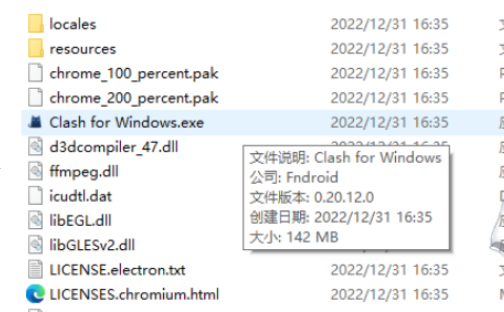 locales 2022/12/31 16:35
resources 2022/12/31 16:35
chrome_100_percent.pak 2022/12/31 16:35
chrome_200_percent.pak 2022/12/31 16:35
Clash for Windows.exe 2022/12/31 16:35
d3dcompiler_47.dll
文件说明: Clash for Windows
ffmpeg.dll
公司: Fndroid
icudtl.dat
文件版本: 0.20.12.0
libEGL.dll
创建日期: 2022/12/31 16:35
libGLESv2.dll
大小: 142 MB
LICENSE.electron.txt 2022/12/31 16:35
LICENSES.chromium.html 2022/12/31 16:35